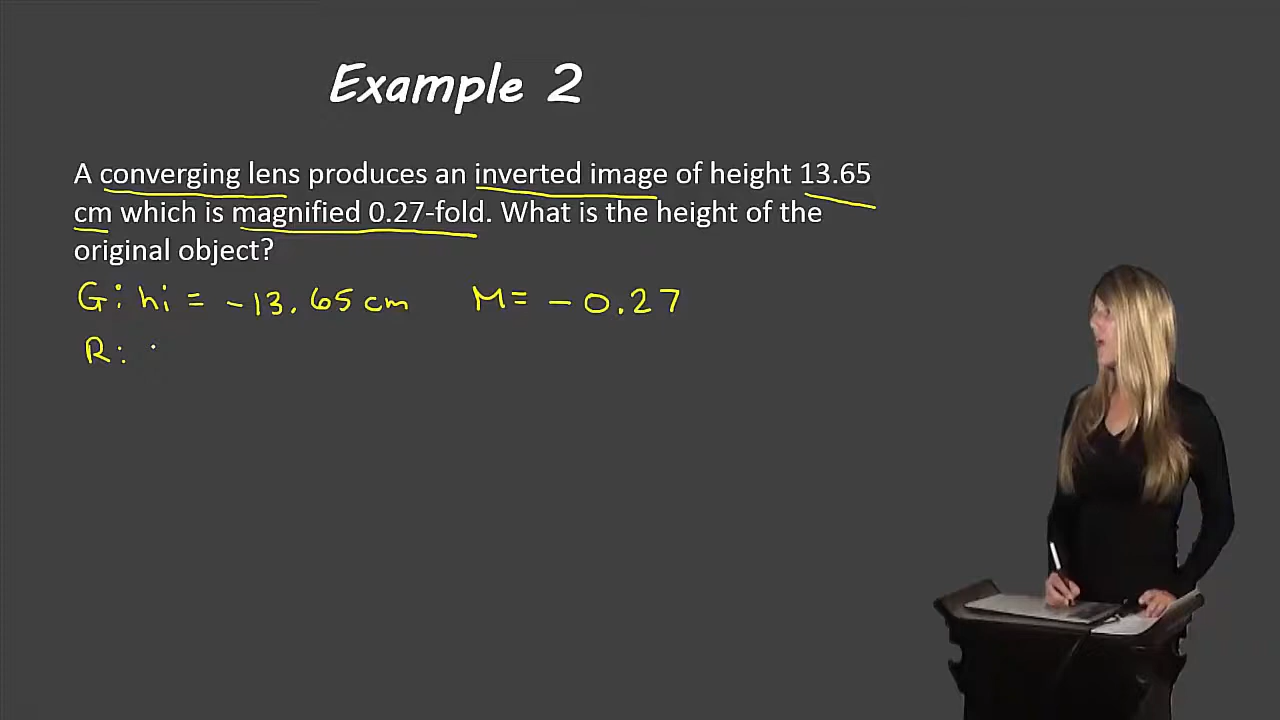 Example 2
A converging lens produces an inverted image of height 13.65
cm which is magnified 0.27-fold. What is the height of the
original object?
G: hi = -13.65 cm M = -0.27
R: